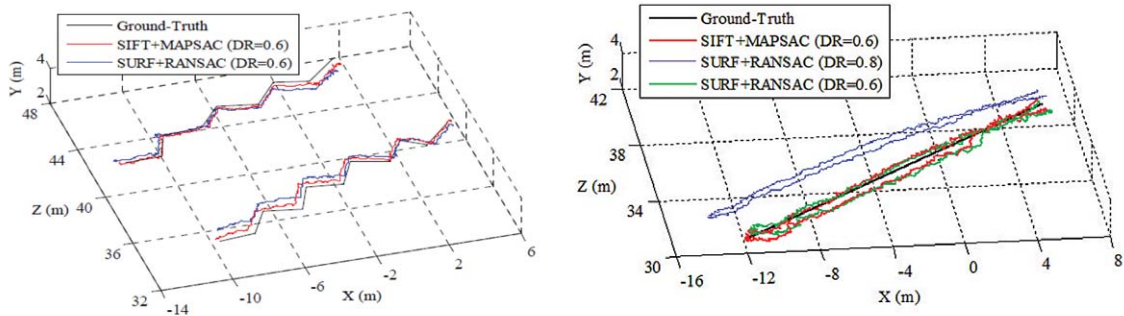 Ground-Truth
SIFT+MAPSAC (DR=0.6)
SURF+RANSAC (DR=0.6)
Y (m)
4
2
48
44
Z (m)
40
36
32
-14
-10
-6
-2
2
6
X (m)
Ground-Truth
SIFT+MAPSAC (DR=0.6)
SURF+RANSAC (DR=0.8)
SURF+RANSAC (DR=0.6)
Y (m)
4
2
42
38
Z (m)
34
30
-16
-12
-8
-4
0
4
8
X (m)